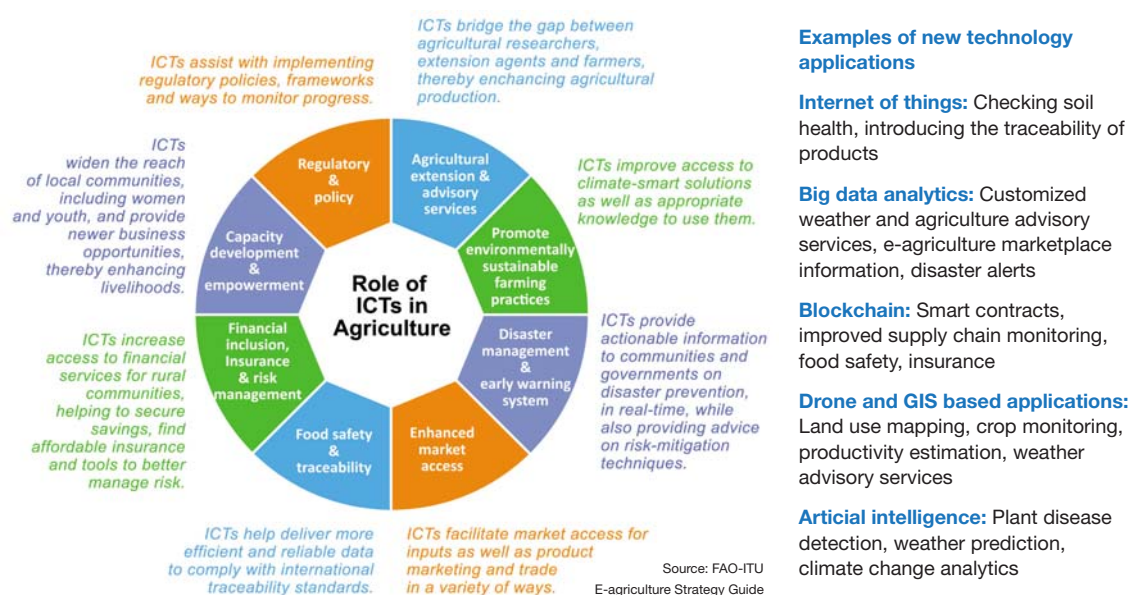 ICTs bridge the gap between
agricultural researchers,
extension agents and farmers,
thereby enchancing agricultural
production.
ICTs assist with implementing
regulatory policies, frameworks
and ways to monitor progress.
ICTs
widen the reach
of local communities,
including women
and youth, and provide
newer business
opportunities,
thereby enhancing
livelihoods.
ICTs improve access to
climate-smart solutions
as well as appropriate
knowledge to use them.
Regulatory
&
policy
Agricultural
extension &
advisory
services
Capacity
development
&
empowerment
Promote
environmentally
sustainable
farming
practices
Role of
ICTs in
Agriculture
Financial
inclusion,
Insurance
& risk
management
Disaster
management
&
early warning
system
Food safety
&
traceability
Enhanced
market
access
ICTs increase
access to financial
services for rural
communities,
helping to secure
savings, find
affordable insurance
and tools to better
manage risk.
ICTs provide
actionable information
to communities and
governments on
disaster prevention,
in real-time, while
also providing advice
on risk-mitigation
techniques.
ICTs help deliver more
efficient and reliable data
to comply with international
traceability standards.
ICTs facilitate market access for
inputs as well as product
marketing and trade
in a variety of ways.
Source: FAO-ITU
E-agriculture Strategy Guide
Examples of new technology
applications
Internet of things: Checking soil
health, introducing the traceability of
products
Big data analytics: Customized
weather and agriculture advisory
services, e-agriculture marketplace
information, disaster alerts
Blockchain: Smart contracts,
improved supply chain monitoring,
food safety, insurance
Drone and GIS based applications:
Land use mapping, crop monitoring,
productivity estimation, weather
advisory services
Articial intelligence: Plant disease
detection, weather prediction,
climate change analytics